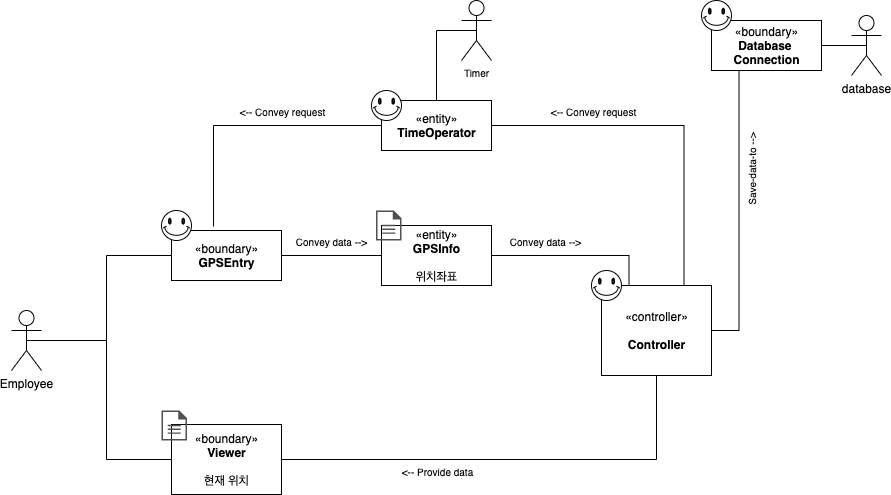 «boundary»
Database
Connection
Timer
database
<-- Convey request
«entity»
TimeOperator
<-- Convey request
Save-data-to -->
«boundary»
GPSEntry
Convey data -->
«entity»
GPSInfo
위치좌표
Convey data -->
«controller»
Controller
Employee
«boundary»
Viewer
현재 위치
<-- Provide data